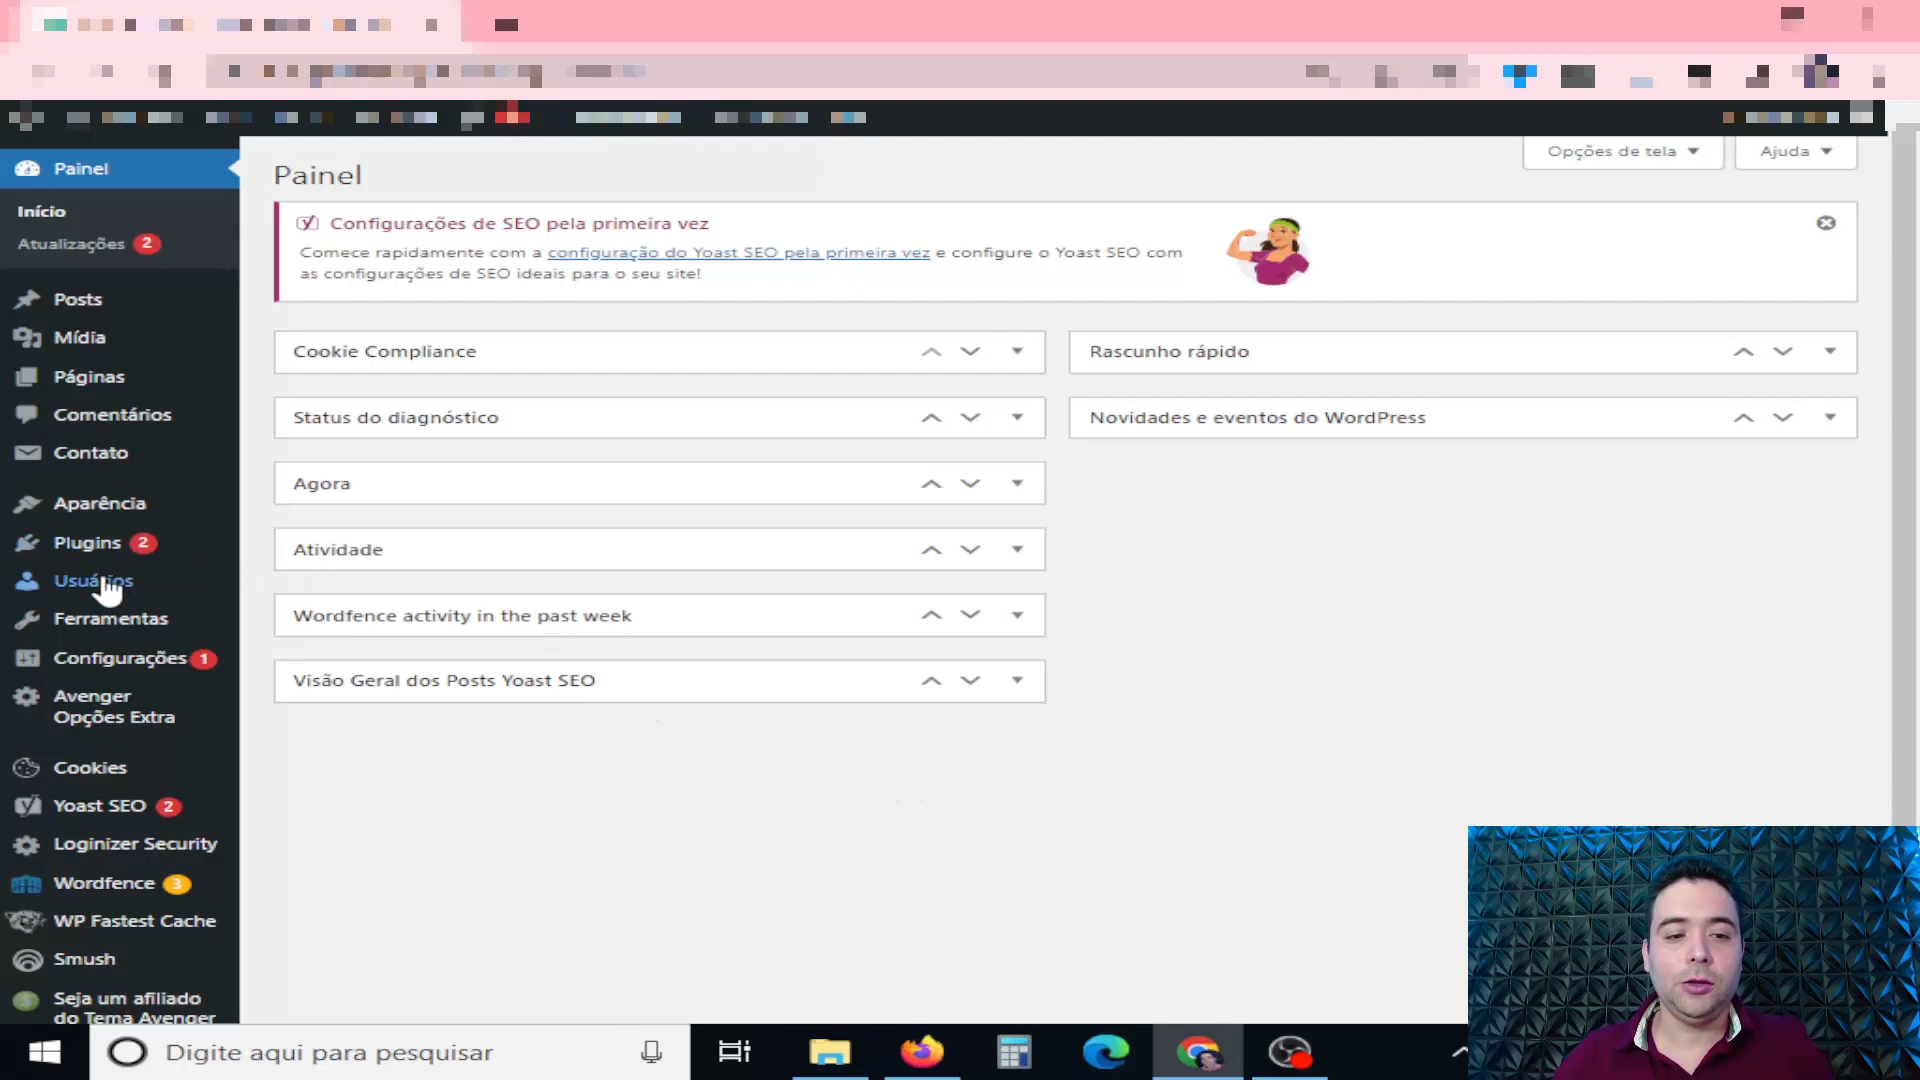 Painel
Início
Atualizações 2
Posts
Mídia
Páginas
Comentários
Contato
Aparência
Plugins 2
Usuários
Ferramentas
Configurações 1
Avenger
Opções Extra
Cookies
Yoast SEO 2
Loginizer Security
Wordfence 3
WP Fastest Cache
Smush
Seja um afiliado
do Tema Avenger
Opções de tela
Ajuda
Painel
Configurações de SEO pela primeira vez
Comece rapidamente com a configuração do Yoast SEO pela primeira vez e configure o Yoast SEO com
as configurações de SEO ideais para o seu site!
Cookie Compliance
Status do diagnóstico
Agora
Atividade
Wordfence activity in the past week
Visão Geral dos Posts Yoast SEO
Rascunho rápido
Novidades e eventos do WordPress
Digite aqui para pesquisar